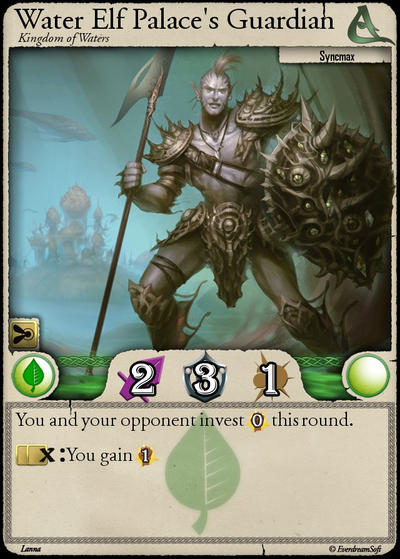 Water Elf Palace's Guardian
Kingdom of Waters
Syncmax
2 3 1
You and your opponent invest 0 this round.
x :You gain 1
Lanna
© EverdreamSoft